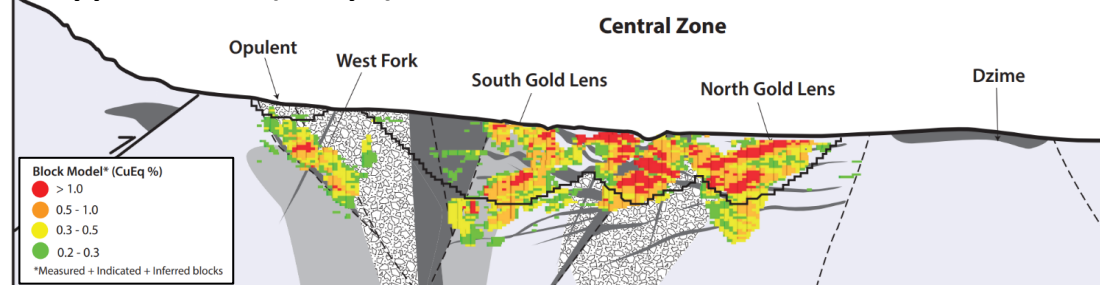 Central Zone
Opulent
West Fork
South Gold Lens
North Gold Lens
Dzime
Block Model* (CuEq %)
> 1.0
0.5 - 1.0
0.3 - 0.5
0.2 - 0.3
*Measured + Indicated + Inferred blocks